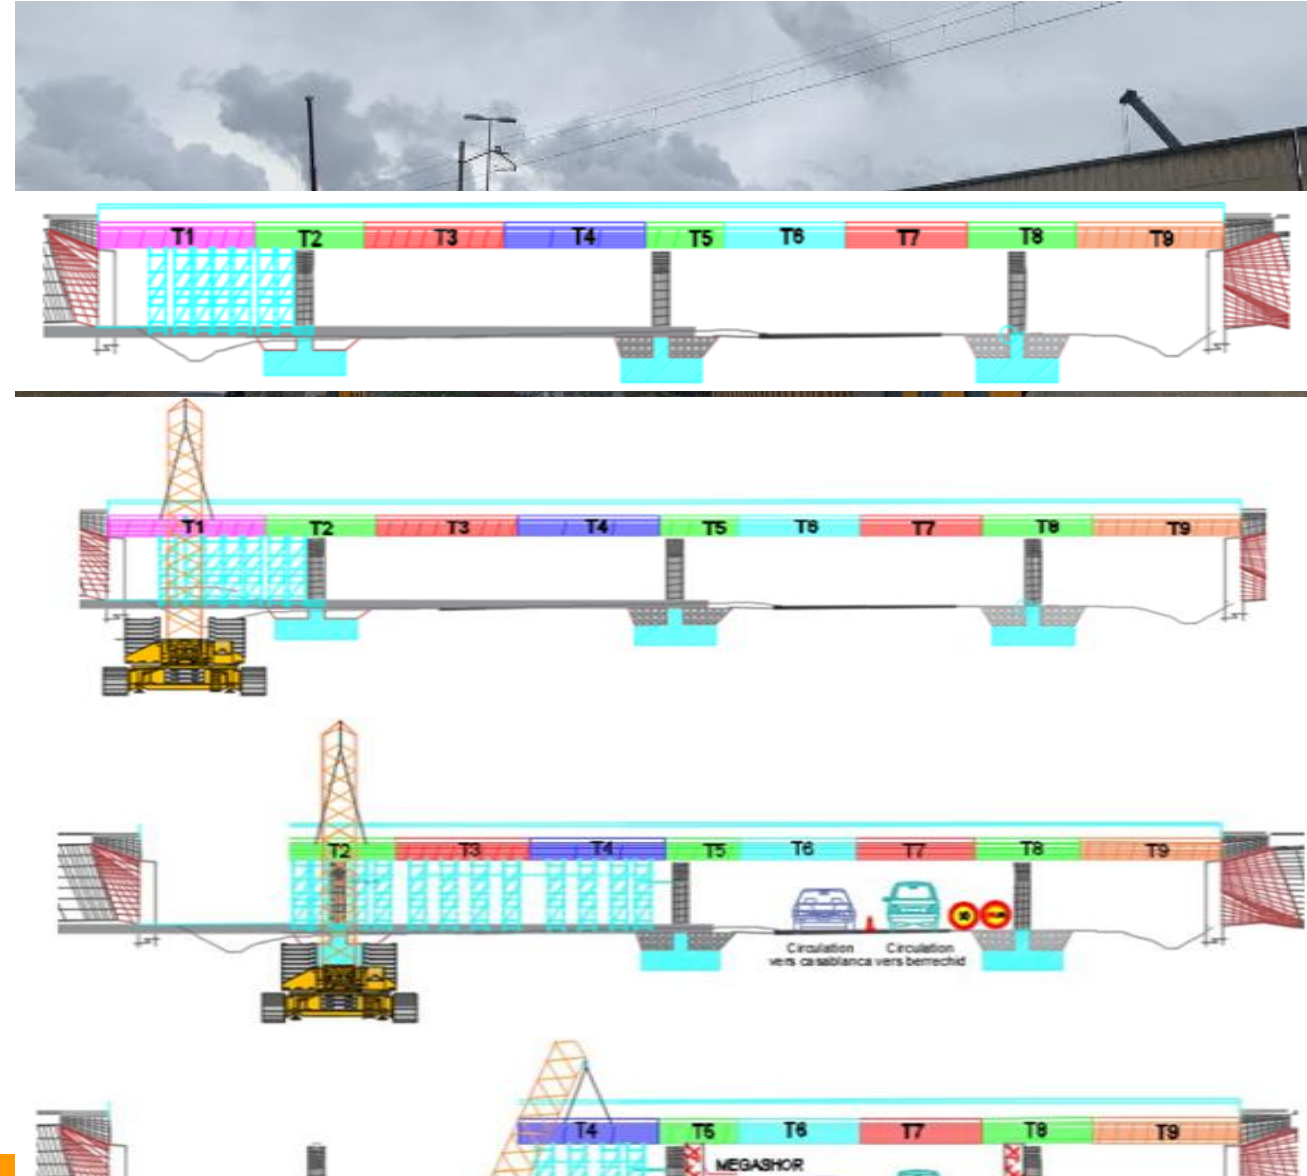 T1 T2 T3 T4 T5 T6 T7 T8 T9
T1 T2 T3 T4 T5 T6 T7 T8 T9
T2 T3 T4 T5 T6 T7 T8 T9
Circulation Circulation
vers casablanca vers berrechid
T4 T5 T6 T7 T8 T9
MEGASHOR